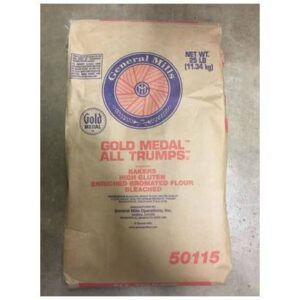 General Mills
NET WT.
25 LB
(11.34 kg)
Gold
MEDAL
GOLD MEDAL™
ALL TRUMPS™
BAKERS
HIGH GLUTEN
ENRICHED BROMATED FLOUR
BLEACHED
General Mills Operations, Inc.
50115